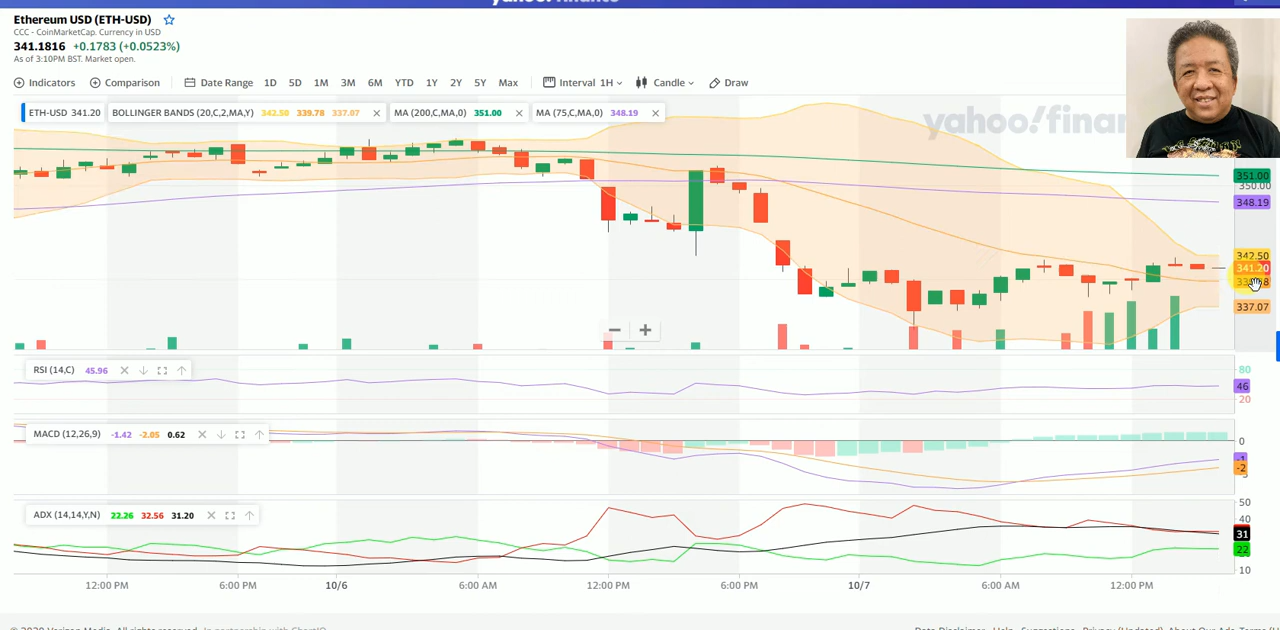 yahoo! finance
Ethereum USD (ETH-USD)
CCC - CoinMarketCap. Currency in USD
341.1816 +0.1783 (+0.0523%)
As of 3:10PM BST. Market open.
Indicators Comparison Date Range 1D 5D 1M 3M 6M YTD 1Y 2Y 5Y Max Interval 1H Candle Draw
ETH-USD 341.20 BOLLINGER BANDS (20,C,2,MA,Y) 342.50 339.78 337.07 MA (200,C,MA,0) 351.00 MA (75,C,MA,0) 348.19
yahoo!finan
351.00
350.00
348.19
342.50
341.20
337.07
RSI (14,C) 45.96
80
46
20
MACD (12,26,9) -1.42 -2.05 0.62
0
-1
-2
ADX (14,14,Y,N) 22.26 32.56 31.20
50
40
31
22
10
12:00 PM 6:00 PM 10/6 6:00 AM 12:00 PM 6:00 PM 10/7 6:00 AM 12:00 PM